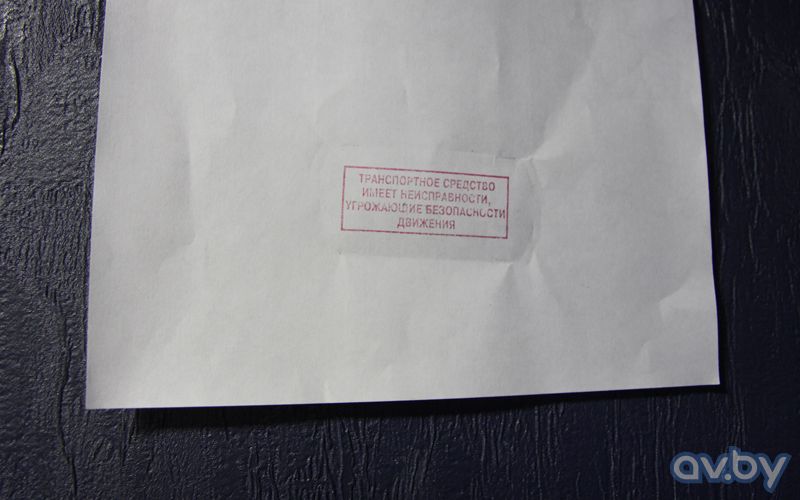 ТРАНСПОРТНОЕ СРЕДСТВО
ИМЕЕТ НЕИСПРАВНОСТИ,
УГРОЖАЮЩИЕ БЕЗОПАСНОСТИ
ДВИЖЕНИЯ
av.by